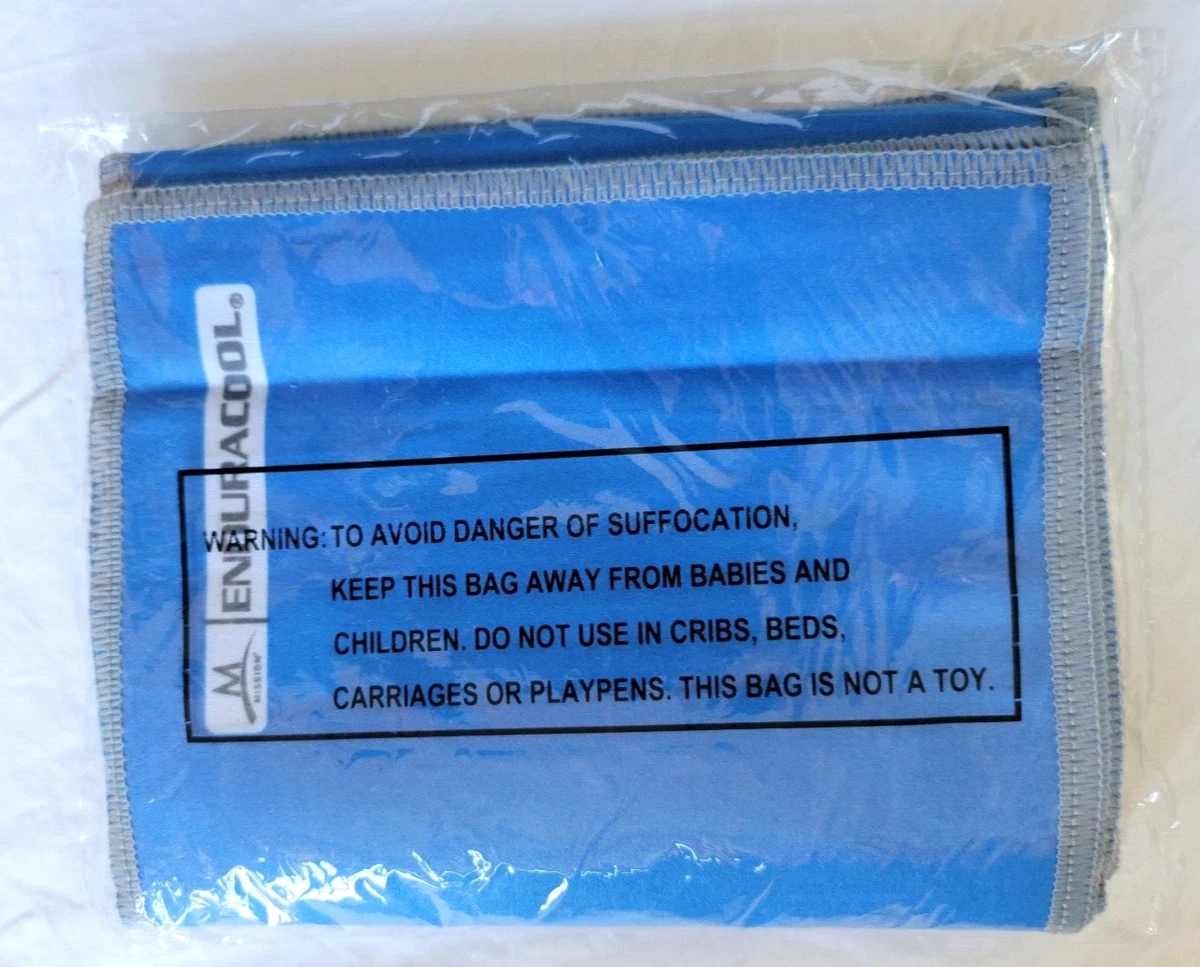 ENDURACOOL®
MISSION
WARNING: TO AVOID DANGER OF SUFFOCATION,
KEEP THIS BAG AWAY FROM BABIES AND
CHILDREN. DO NOT USE IN CRIBS, BEDS,
CARRIAGES OR PLAYPENS. THIS BAG IS NOT A TOY.